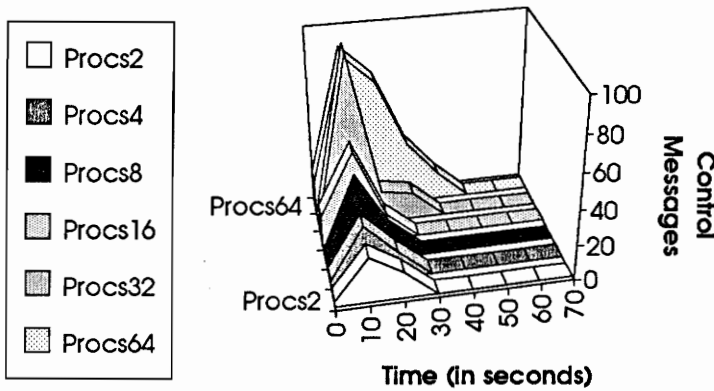 Procs2
Procs4
Procs8
Procs16
Procs32
Procs64
Procs64
Procs2
100
80
60
40
20
0
Control
Messages
0
10
20
30
40
50
60
70
Time (in seconds)